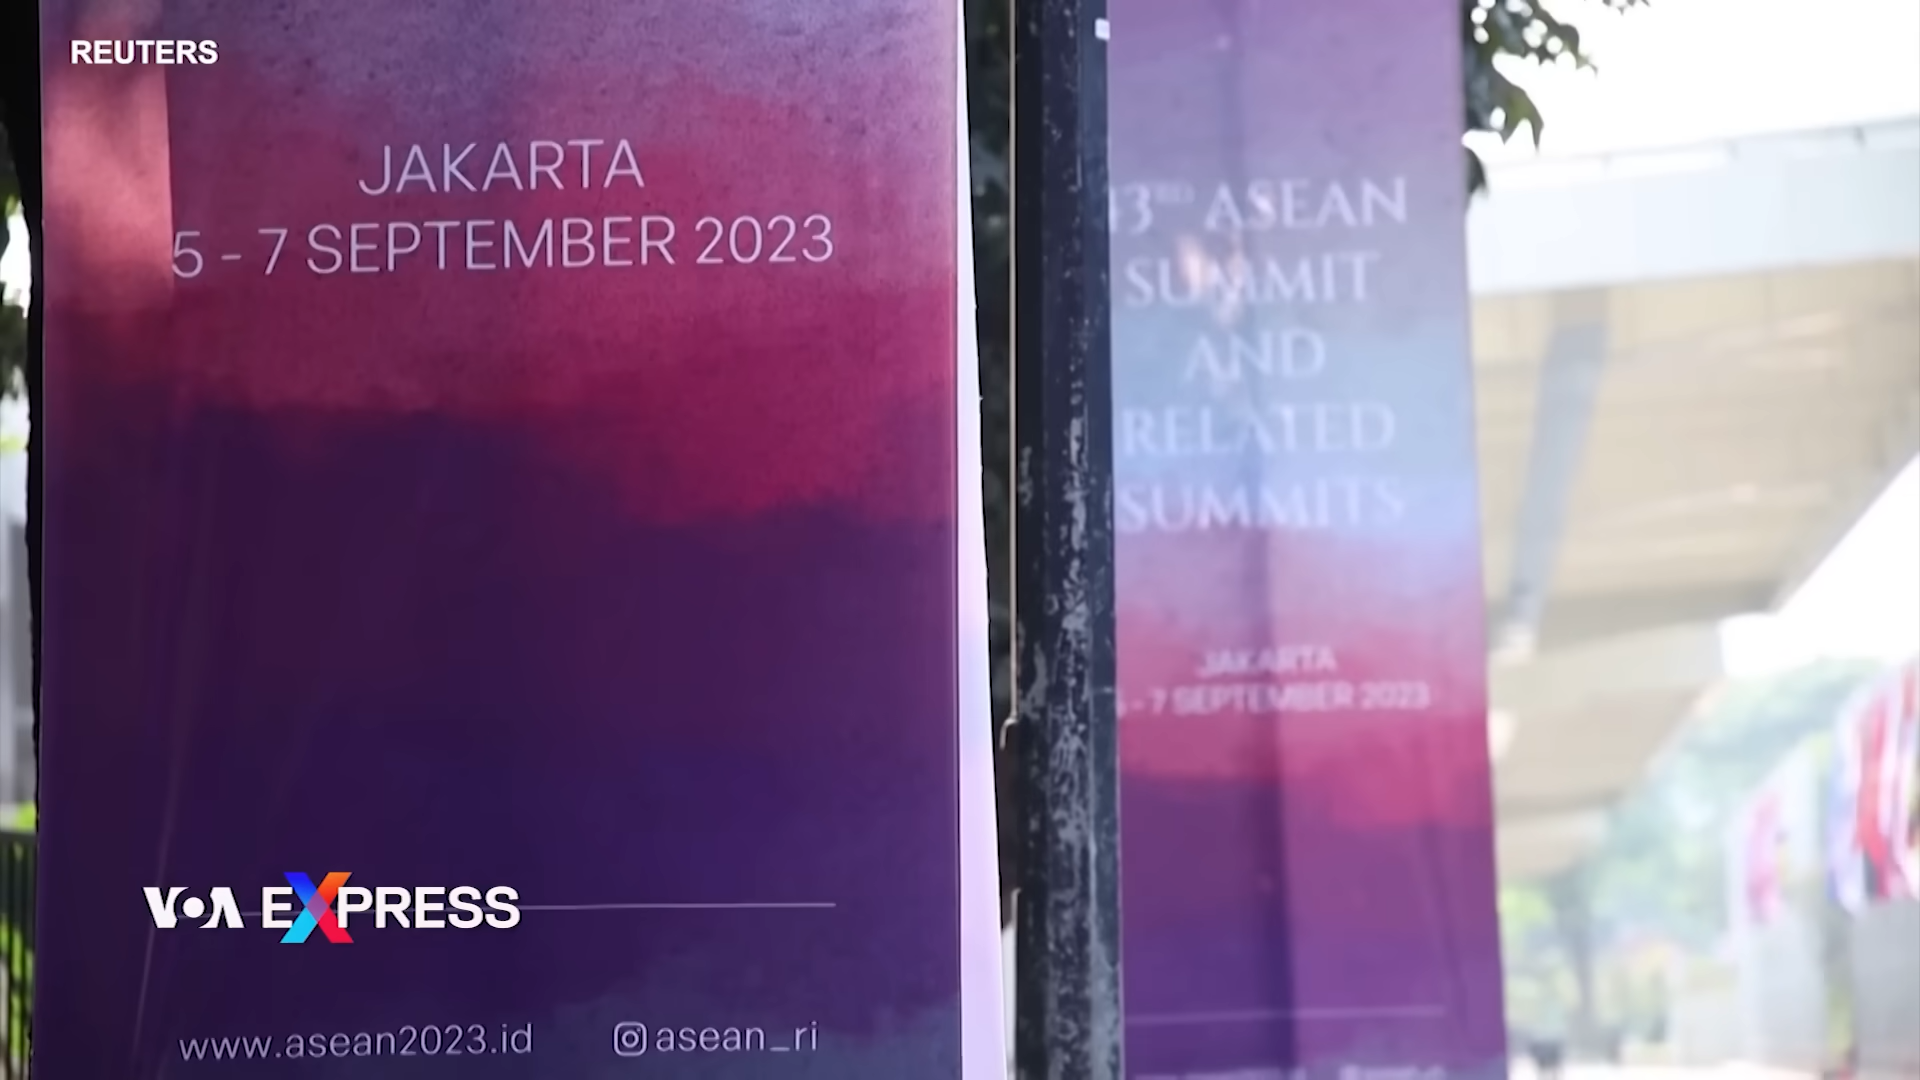 REUTERS
JAKARTA
5 - 7 SEPTEMBER 2023
VOA EXPRESS
www.asean2023.id
asean_ri
3RD ASEAN
SUMMIT
AND
RELATED
SUMMITS
JAKARTA
- 7 SEPTEMBER 2023